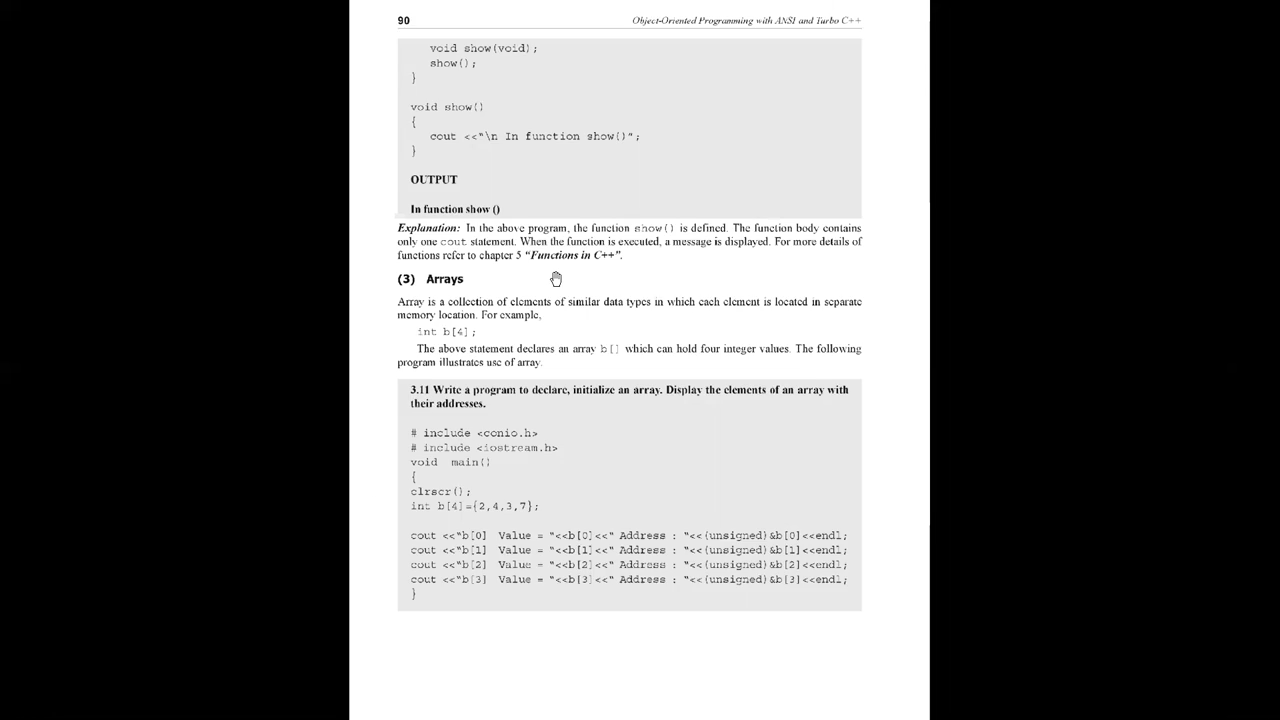 90 Object-Oriented Programming with ANSI and Turbo C++
void show(void);
show();
}
void show()
{
cout <<"\n In function show()";
}
OUTPUT
In function show ()
Explanation: In the above program, the function show() is defined. The function body contains
only one cout statement. When the function is executed, a message is displayed. For more details of
functions refer to chapter 5 “Functions in C++”.
(3) Arrays
Array is a collection of elements of similar data types in which each element is located in separate
memory location. For example,
int b[4];
The above statement declares an array b[] which can hold four integer values. The following
program illustrates use of array.
3.11 Write a program to declare, initialize an array. Display the elements of an array with
their addresses.
# include <conio.h>
# include <iostream.h>
void main()
{
clrscr();
int b[4]={2,4,3,7};
cout <<"b[0] Value = "<<b[0]<<" Address : "<<(unsigned)&b[0]<<endl;
cout <<"b[1] Value = "<<b[1]<<" Address : "<<(unsigned)&b[1]<<endl;
cout <<"b[2] Value = "<<b[2]<<" Address : "<<(unsigned)&b[2]<<endl;
cout <<"b[3] Value = "<<b[3]<<" Address : "<<(unsigned)&b[3]<<endl;
}